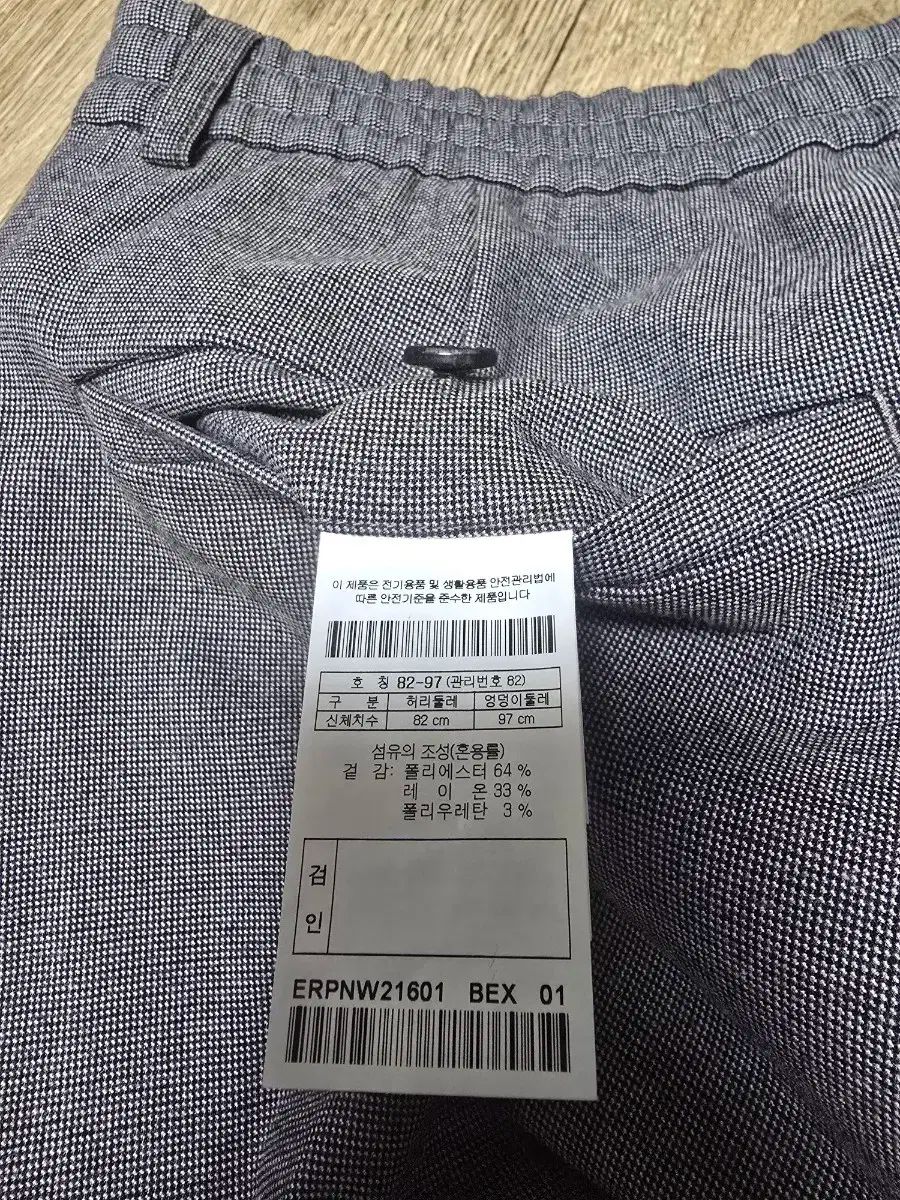 이 제품은 전기용품 및 생활용품 안전관리법에
따른 안전기준을 준수한 제품입니다
호 칭 82-97 (관리번호 82)
구 분 허리둘레 엉덩이둘레
신체치수 82 cm 97 cm
섬유의 조성(혼용률)
겉 감: 폴리에스터 64 %
레 이 온 33 %
폴리우레탄 3 %
검
인
ERPNW21601 BEX 01